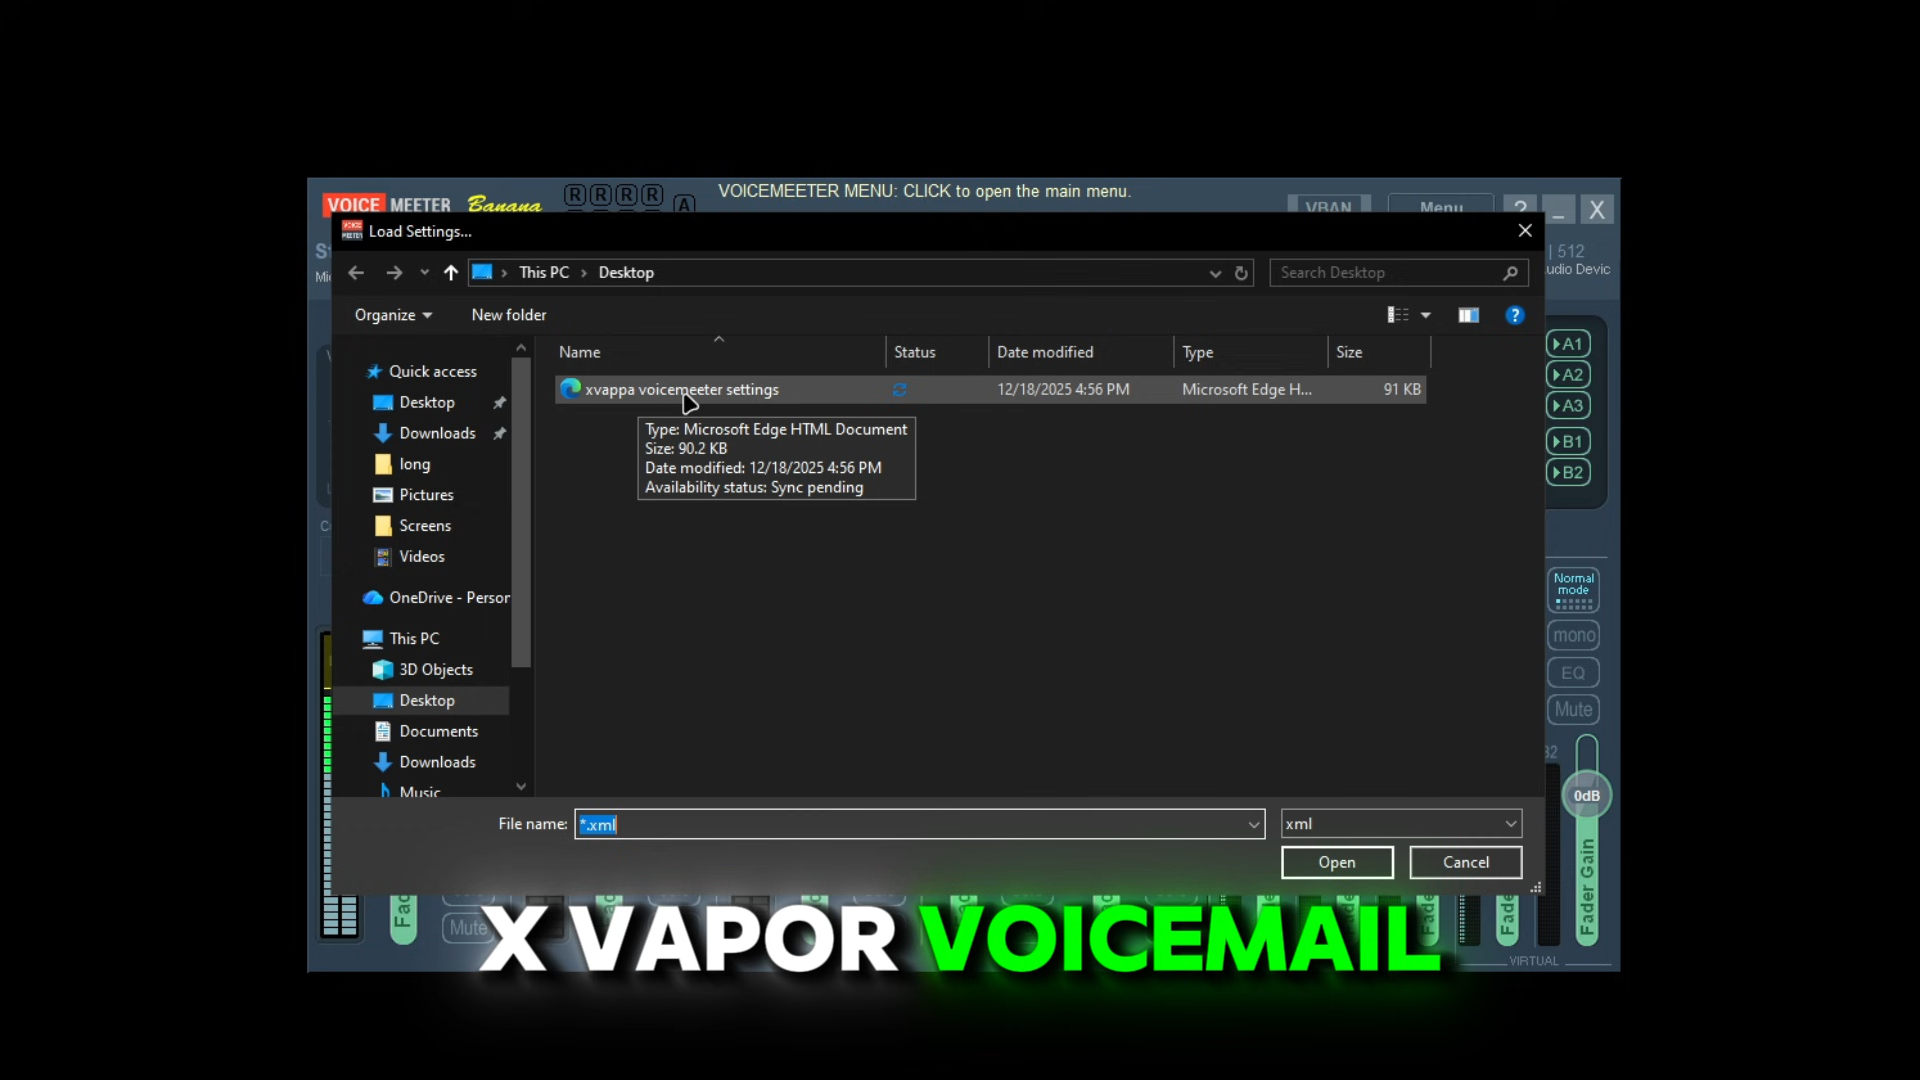 VOICEMEETER MENU: CLICK to open the main menu.
VOICE MEETER Banana
R R R R A
VBAN Menu ? _ X
Load Settings...
This PC > Desktop
Search Desktop
Organize
New folder
Name Status Date modified Type Size
xvappa voicemeeter settings 12/18/2025 4:56 PM Microsoft Edge H... 91 KB
Type: Microsoft Edge HTML Document
Size: 90.2 KB
Date modified: 12/18/2025 4:56 PM
Availability status: Sync pending
Quick access
Desktop
Downloads
long
Pictures
Screens
Videos
OneDrive - Person
This PC
3D Objects
Desktop
Documents
Downloads
Music
| 512
udio Devic
A1
A2
A3
B1
B2
Normal
mode
mono
EQ
Mute
0dB
Fader Gain
File name: *.xml
xml
Open Cancel
Mute
X VAPOR VOICEMAIL
VIRTUAL